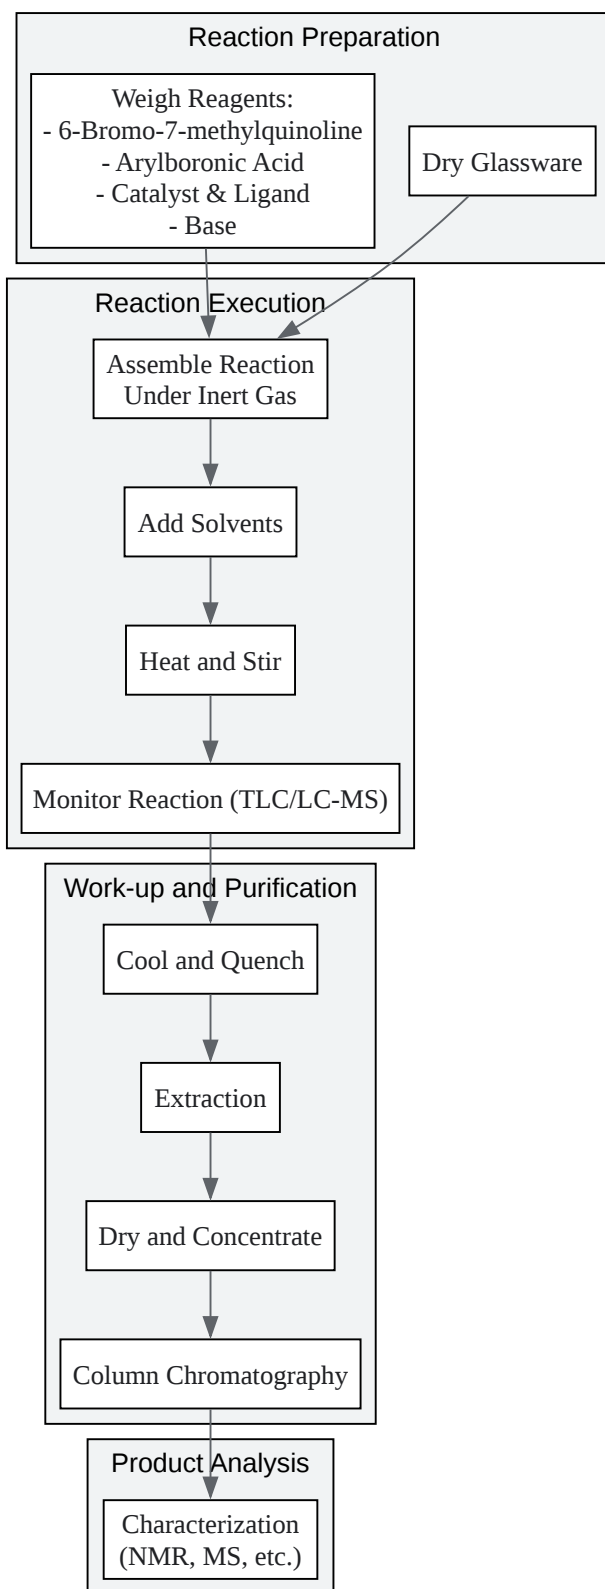 Reaction Preparation
Weigh Reagents:
- 6-Bromo-7-methylquinoline
- Arylboronic Acid
- Catalyst & Ligand
- Base
Dry Glassware
Reaction Execution
Assemble Reaction
Under Inert Gas
Add Solvents
Heat and Stir
Monitor Reaction (TLC/LC-MS)
Work-up and Purification
Cool and Quench
Extraction
Dry and Concentrate
Column Chromatography
Product Analysis
Characterization
(NMR, MS, etc.)